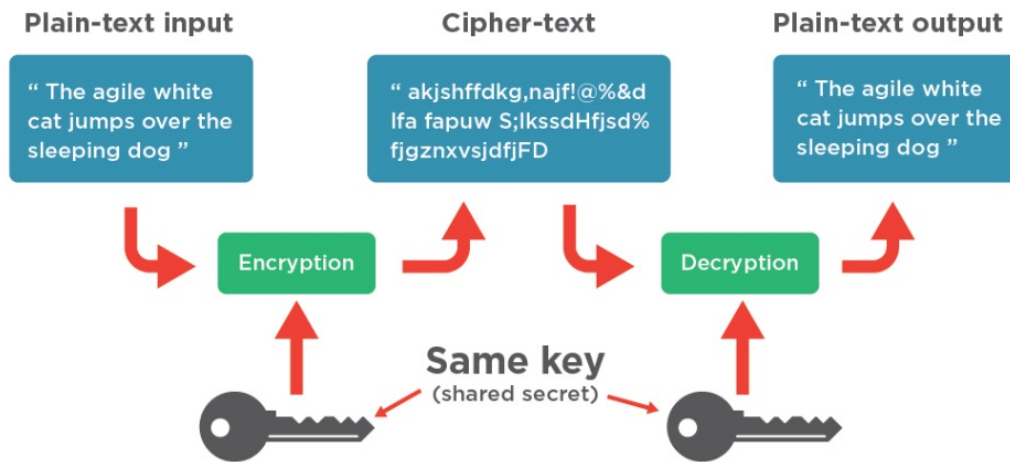 Plain-text input
Cipher-text
Plain-text output
“ The agile white
cat jumps over the
sleeping dog ”
“ akjshffdkg,najf!@%&d
lfa fapuw S;lkssdHfjsd%
fjgznxvsjdfjFD
“ The agile white
cat jumps over the
sleeping dog ”
Encryption
Decryption
Same key
(shared secret)